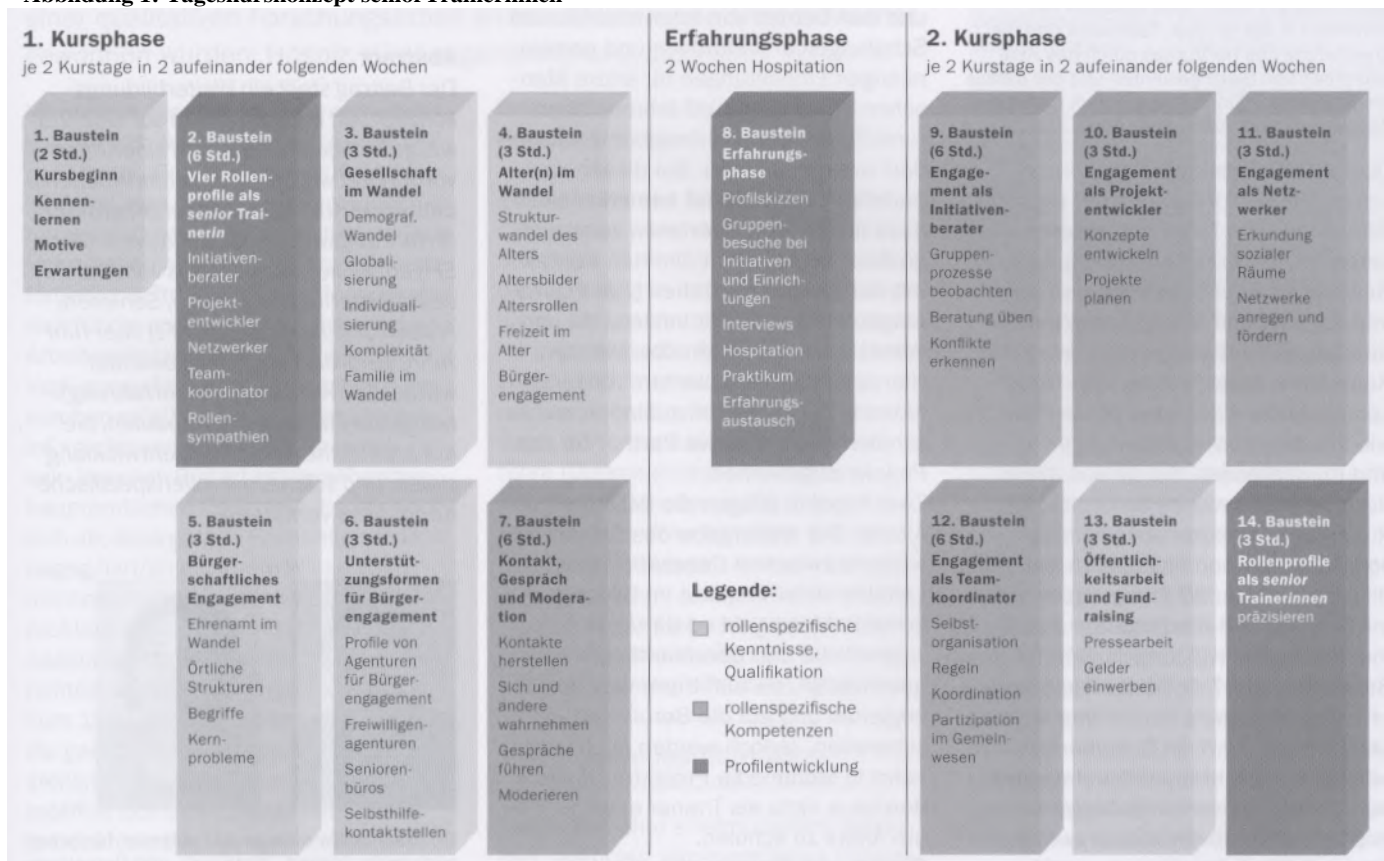 Abbildung 1: Tageskurskonzept senior TrainerInnen
1. Kursphase
je 2 Kurstage in 2 aufeinander folgenden Wochen
Erfahrungsphase
2 Wochen Hospitation
2. Kursphase
je 2 Kurstage in 2 aufeinander folgenden Wochen
1. Baustein
(2 Std.)
Kursbeginn
Kennen-
lernen
Motive
Erwartungen
2. Baustein
(6 Std.)
Vier Rollen-
profile als
senior Trai-
nerin
Initiativen-
berater
Projekt-
entwickler
Netzwerker
Team-
koordinator
Rollen-
sympathien
3. Baustein
(3 Std.)
Gesellschaft
im Wandel
Demograf.
Wandel
Globali-
sierung
Individuali-
sierung
Komplexität
Familie im
Wandel
4. Baustein
(3 Std.)
Alter(n) im
Wandel
Struktur-
wandel des
Alters
Altersbilder
Altersrollen
Freizeit im
Alter
Bürger-
engagement
8. Baustein
Erfahrungs-
phase
Profilskizzen
Gruppen-
besuche bei
Initiativen
und Einrich
tungen
Interviews
Hospitation
Praktikum
Erfahrungs-
austausch
9. Baustein
(6 Std.)
Engage-
ment als
Initiativen-
berater
Gruppen-
prozesse
beobachten
Beratung üben
Konflikte
erkennen
10. Baustein
(3 Std.)
Engagement
als Projekt-
entwickler
Konzepte
entwickeln
Projekte
planen
11. Baustein
(3 Std.)
Engagement
als Netz-
werker
Erkundung
sozialer
Räume
Netzwerke
anregen und
fördern
5. Baustein
(3 Std.)
Bürger-
schaftliches
Engagement
Ehrenamt im
Wandel
Örtliche
Strukturen
Begriffe
Kern-
probleme
6. Baustein
(3 Std.)
Unterstüt-
zungsformen
für Bürger-
engagement
Profile von
Agenturen
für Bürger-
engagement
Freiwilligen-
agenturen
Senioren-
büros
Selbsthilfe-
kontaktstellen
7. Baustein
(6 Std.)
Kontakt,
Gespräch
und Modera-
tion
Kontakte
herstellen
Sich und
andere
wahrnehmen
Gespräche
führen
Moderieren
Legende:
rollenspezifische
Kenntnisse,
Qualifikation
rollenspezifische
Kompetenzen
Profilentwicklung
12. Baustein
(6 Std.)
Engagement
als Team-
koordinator
Selbst-
organisation
Regeln
Koordination
Partizipation
im Gemein-
wesen
13. Baustein
(3 Std.)
Öffentlich-
keitsarbeit
und Fund-
raising
Pressearbeit
Gelder
einwerben
14. Baustein
(3 Std.)
Rollenprofile
als senior
Trainerinnen
präzisieren